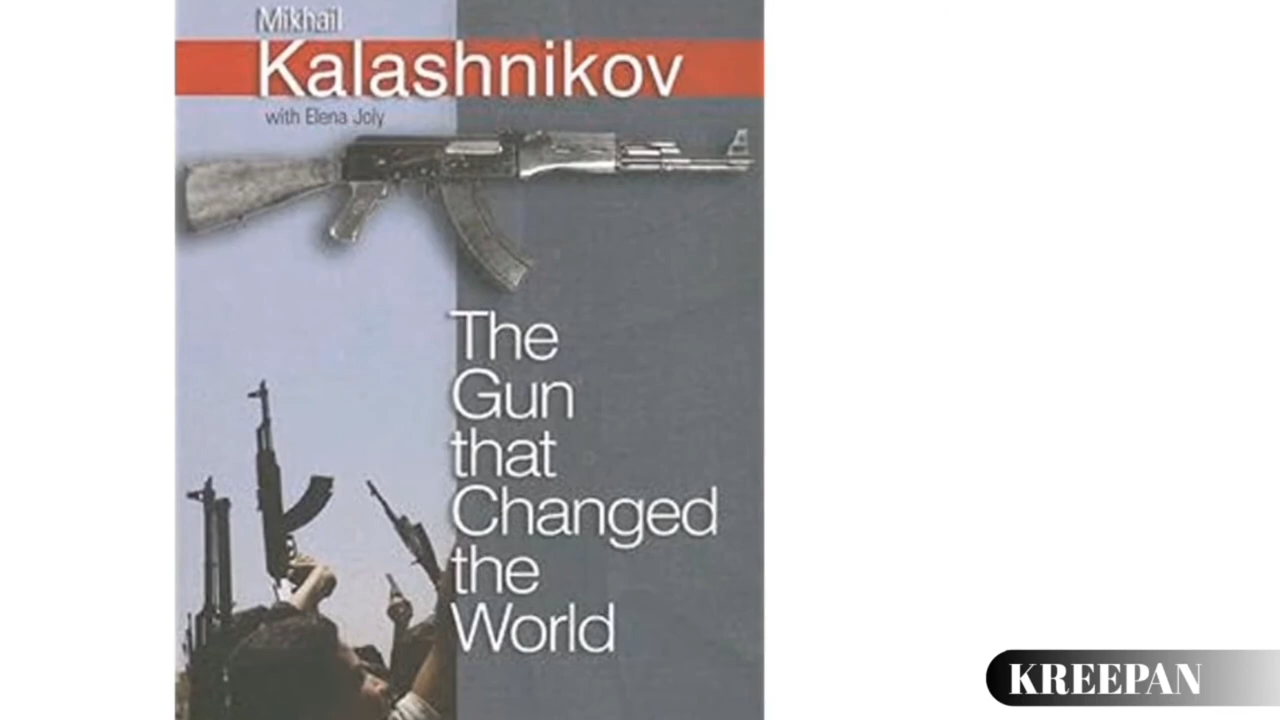 Mikhail
Kalashnikov
with Elena Joly
The
Gun
that
Changed
the
World
KREEPAN